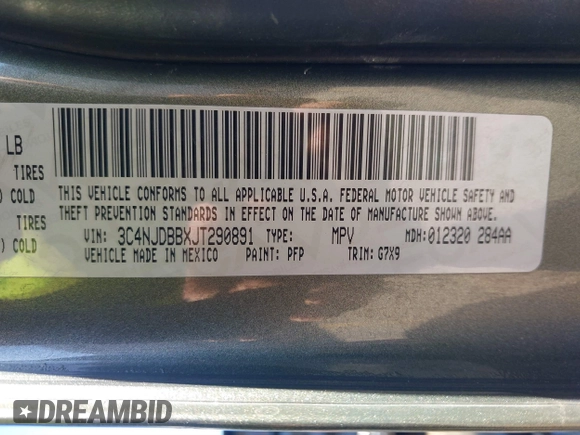 LB
TIRES
) COLD
TIRES
) COLD
THIS VEHICLE CONFORMS TO ALL APPLICABLE U.S.A. FEDERAL MOTOR VEHICLE SAFETY AND
THEFT PREVENTION STANDARDS IN EFFECT ON THE DATE OF MANUFACTURE SHOWN ABOVE.
VIN: 3C4NJDBBXJT290891 TYPE: MPV MDH:012320 284AA
VEHICLE MADE IN MEXICO PAINT: PFP TRIM: G7X9
DREAMBID